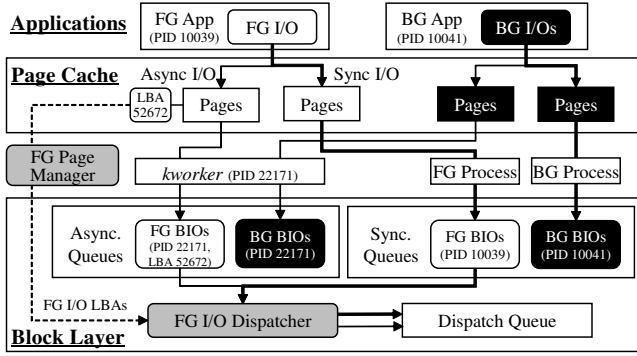 Applications
FG App
(PID 10039)
FG I/O
BG App
(PID 10041)
BG I/Os
Page Cache
Async I/O
Sync I/O
LBA
52672
Pages
Pages
Pages
Pages
FG Page
Manager
kworker (PID 22171)
FG Process
BG Process
Async.
Queues
FG BIOs
(PID 22171,
LBA 52672)
BG BIOs
(PID 22171)
Sync.
Queues
FG BIOs
(PID 10039)
BG BIOs
(PID 10041)
FG I/O LBAs
FG I/O Dispatcher
Dispatch Queue
Block Layer